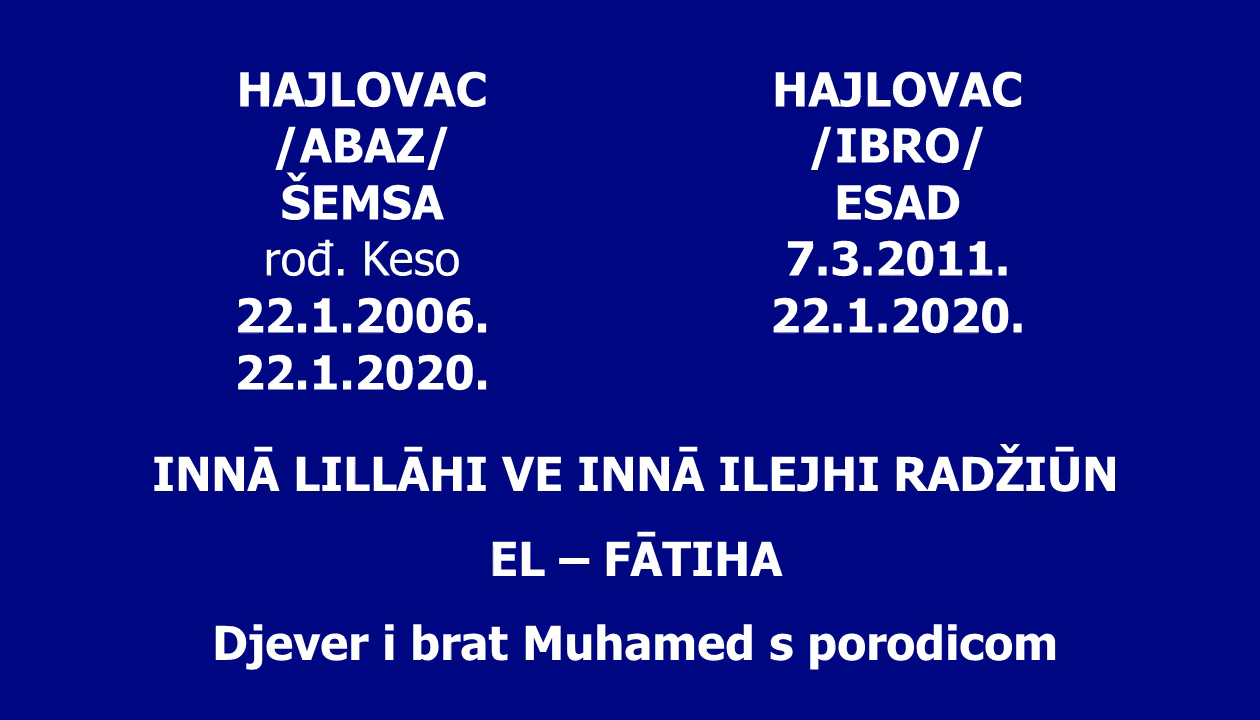 HAJLOVAC
/ABAZ/
ŠEMSA
rođ. Keso
22.1.2006.
22.1.2020.
HAJLOVAC
/IBRO/
ESAD
7.3.2011.
22.1.2020.
INNĀ LILLĀHI VE INNĀ ILEJHI RADŽIŪN
EL – FĀTIHA
Djever i brat Muhamed s porodicom